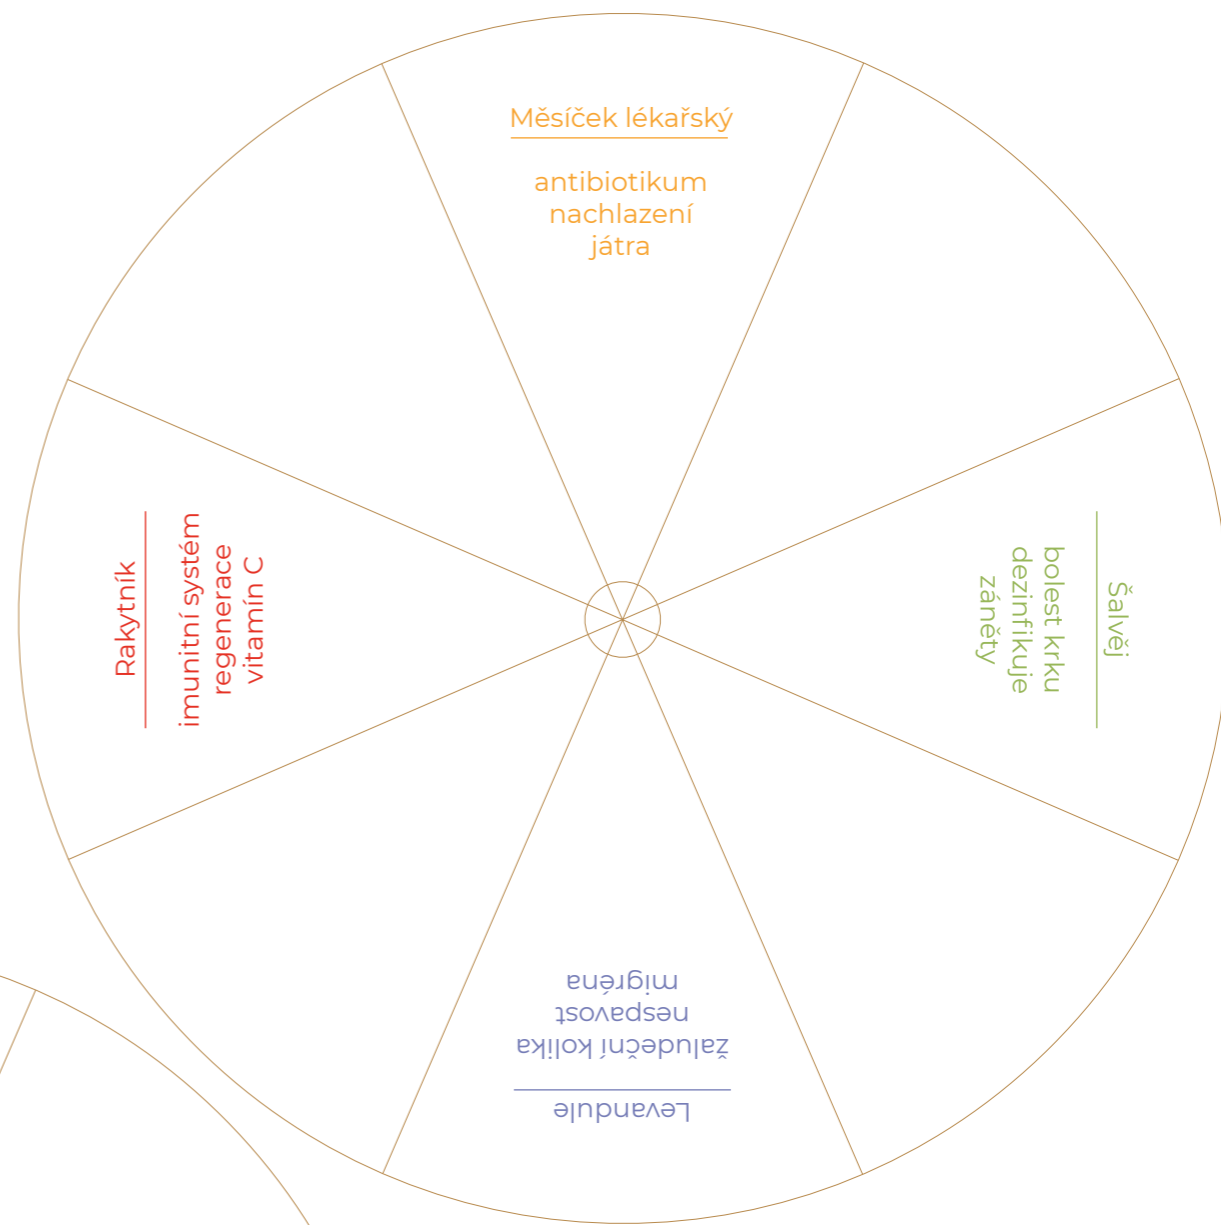 Měsíček lékařský
antibiotikum
nachlazení
játra
Šalvěj
bolest krku
dezinfikuje
záněty
Levandule
žaludeční kolika
nespavost
migréna
Rakytník
imunitní systém
regenerace
vitamín C